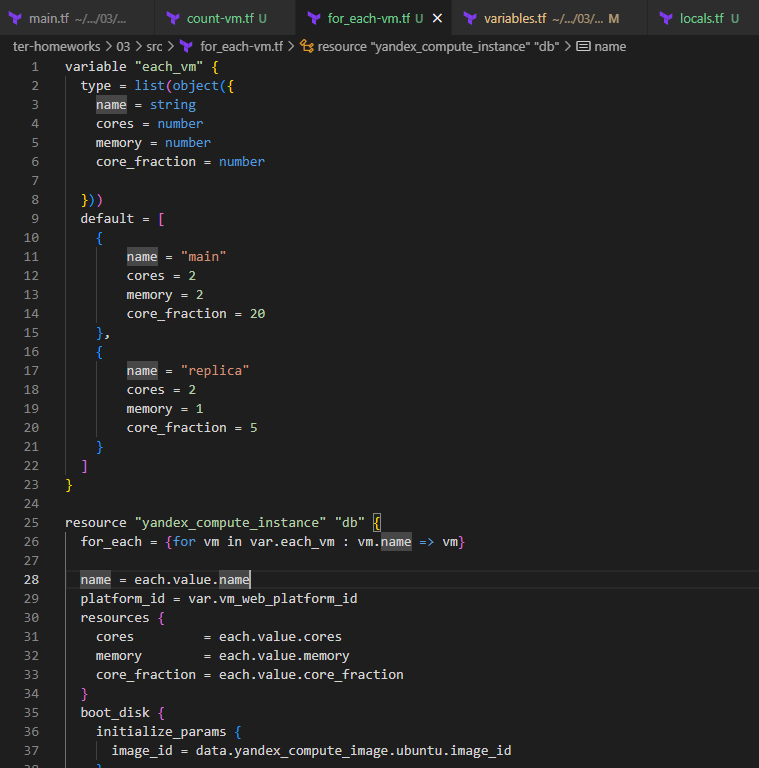 main.tf ~/.../03/... count-vm.tf U for_each-vm.tf U variables.tf ~/.../03/... M locals.tf U
ter-homeworks > 03 > src > for_each-vm.tf > resource "yandex_compute_instance" "db" > name
1 variable "each_vm" {
2 type = list(object({
3 name = string
4 cores = number
5 memory = number
6 core_fraction = number
7
8 }))
9 default = [
10 {
11 name = "main"
12 cores = 2
13 memory = 2
14 core_fraction = 20
15 },
16 {
17 name = "replica"
18 cores = 2
19 memory = 1
20 core_fraction = 5
21 }
22 ]
23 }
24
25 resource "yandex_compute_instance" "db" {
26 for_each = {for vm in var.each_vm : vm.name => vm}
27
28 name = each.value.name
29 platform_id = var.vm_web_platform_id
30 resources {
31 cores = each.value.cores
32 memory = each.value.memory
33 core_fraction = each.value.core_fraction
34 }
35 boot_disk {
36 initialize_params {
37 image_id = data.yandex_compute_image.ubuntu.image_id